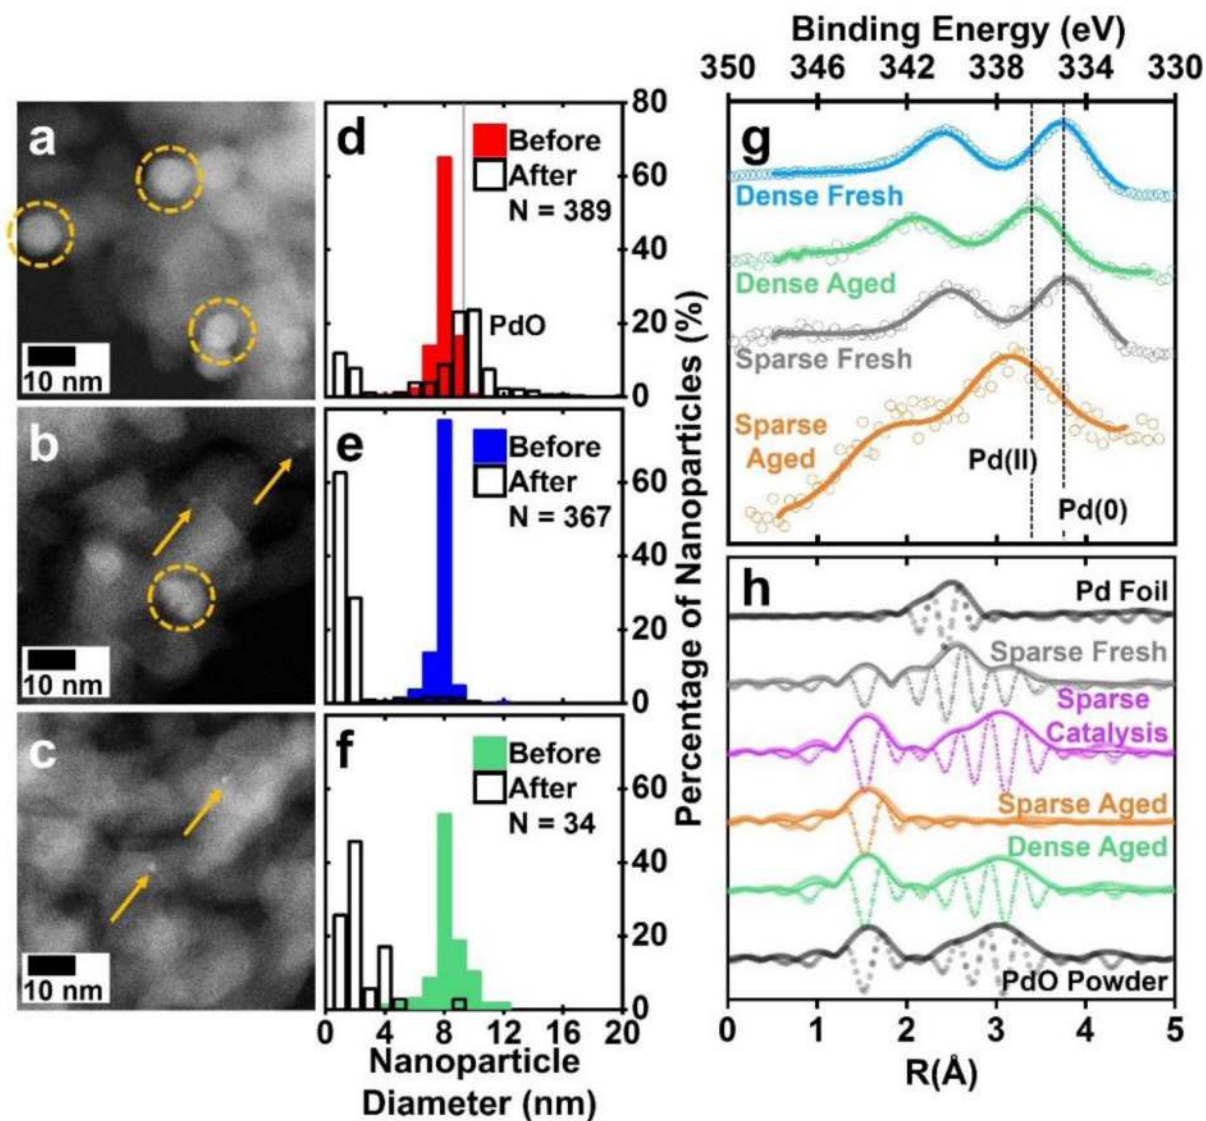 a
10 nm
b
10 nm
c
10 nm
d
Before
After
N = 389
PdO
80
60
40
20
0
e
Before
After
N = 367
60
40
20
0
f
Before
After
N = 34
60
40
20
0
0 4 8 12 16 20
Nanoparticle
Diameter (nm)
Percentage of Nanoparticles (%)
Binding Energy (eV)
350 346 342 338 334 330
g
Dense Fresh
Dense Aged
Sparse Fresh
Sparse
Aged
Pd(II)
Pd(0)
h
Pd Foil
Sparse Fresh
Sparse
Catalysis
Sparse Aged
Dense Aged
PdO Powder
0 1 2 3 4 5
R(Å)